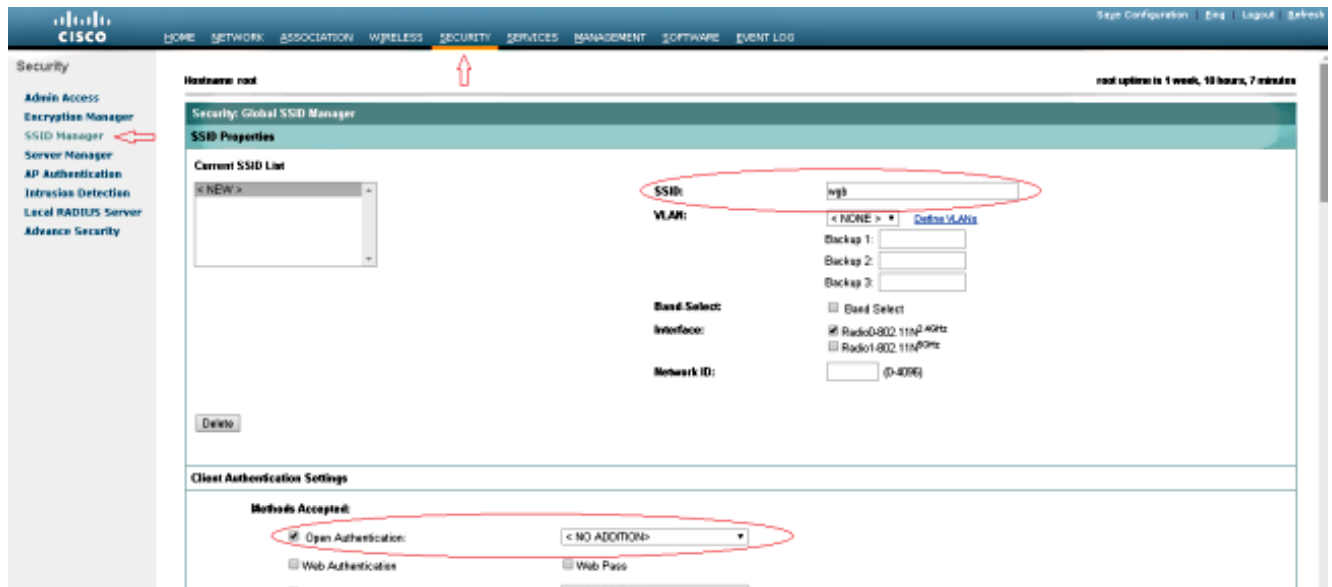 Save Configuration | Ping | Logout | Refresh
CISCO
HOME NETWORK ASSOCIATION WIRELESS SECURITY SERVICES MANAGEMENT SOFTWARE EVENT LOG
Security
Hostname root
root uptime is 1 week, 10 hours, 7 minutes
Admin Access
Encryption Manager
SSID Manager
Server Manager
AP Authentication
Intrusion Detection
Local RADIUS Server
Advance Security
Security: Global SSID Manager
SSID Properties
Current SSID List
< NEW >
SSID: wgb
VLAN: < NONE > Define VLANs
Backup 1:
Backup 2:
Backup 3:
Band-Select: Band Select
Interface: Radio0-802.11N 2.4GHz
Radio1-802.11N 5GHz
Network ID: (0-4096)
Delete
Client Authentication Settings
Methods Accepted:
Open Authentication: < NO ADDITION>
Web Authentication Web Pass